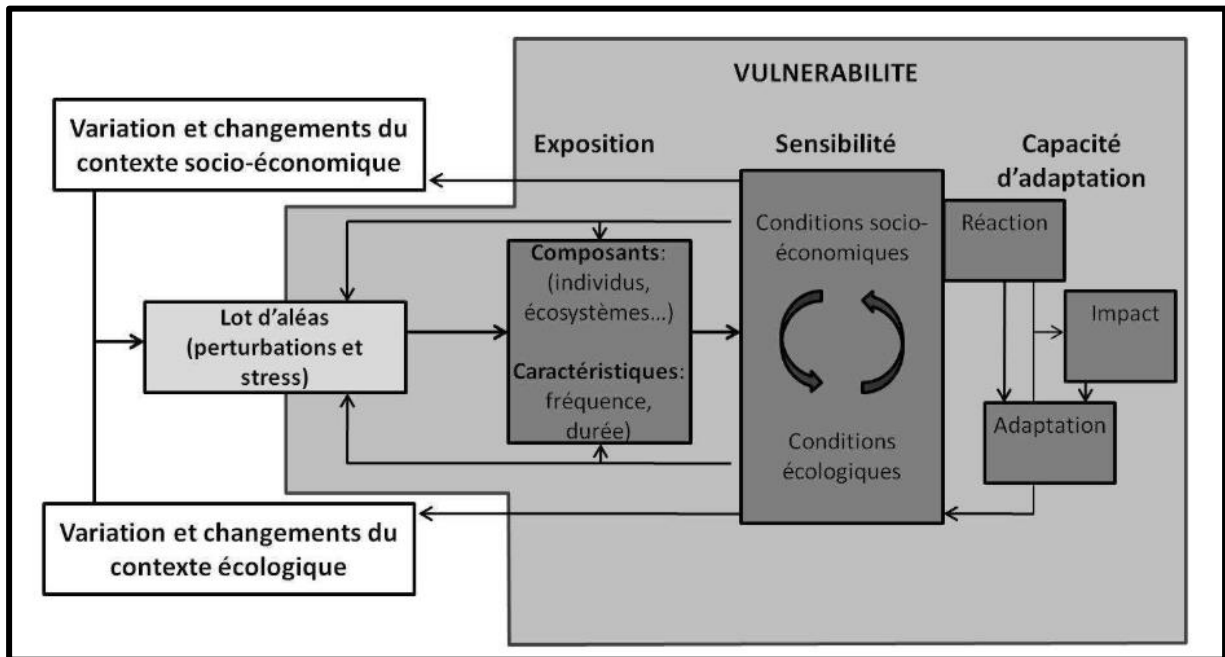 VULNERABILITE
Variation et changements du
contexte socio-économique
Exposition
Sensibilité
Capacité
d’adaptation
Conditions socio-
économiques
Réaction
Composants:
(individus,
écosystèmes...)
Caractéristiques:
fréquence,
durée)
Lot d’aléas
(perturbations et
stress)
Impact
Adaptation
Conditions
écologiques
Variation et changements du
contexte écologique